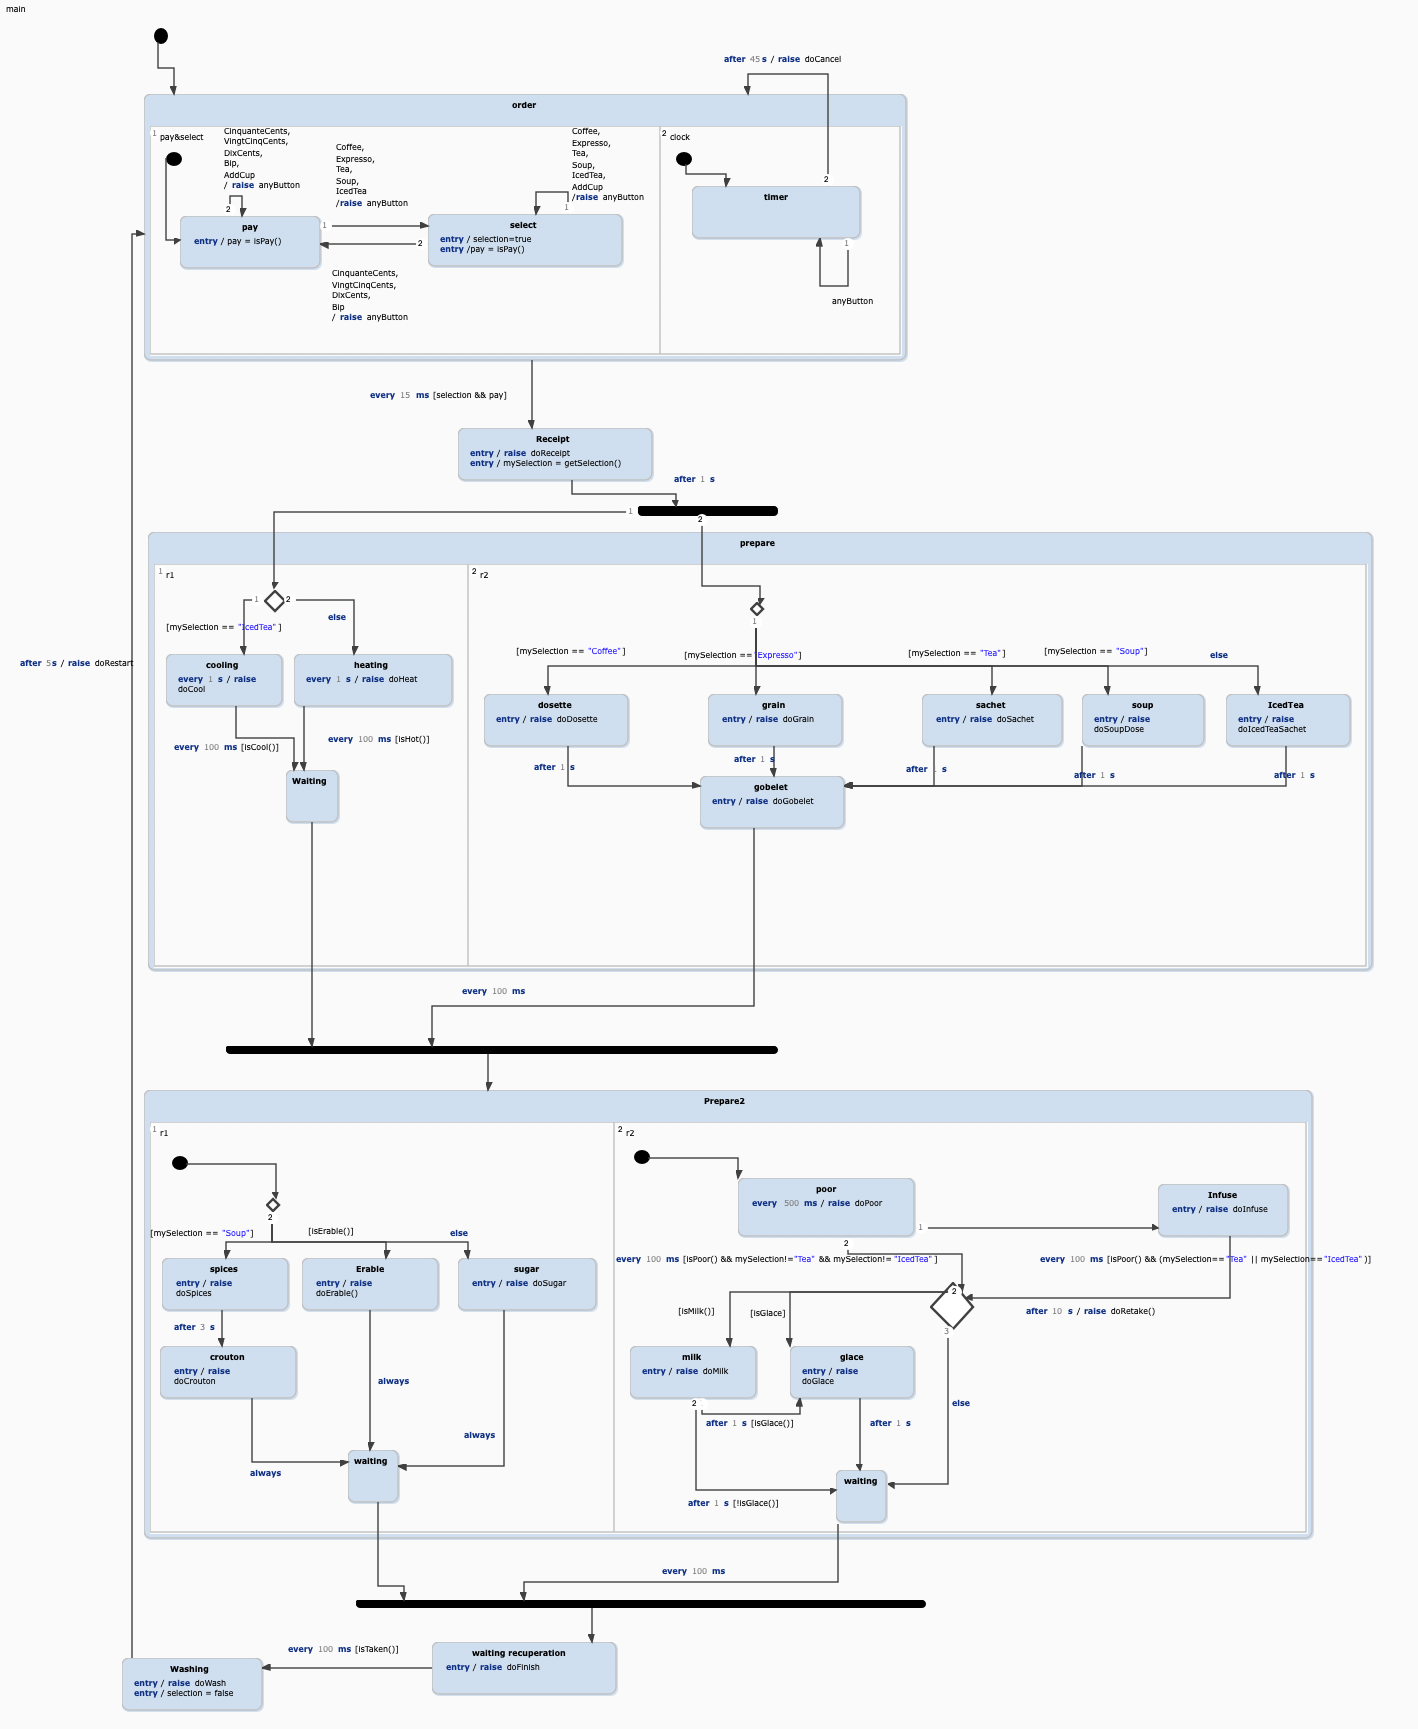 main
after 45 s / raise doCancel
order
1 pay&select
CinquanteCents,
VingtCinqCents,
DixCents,
Bip,
AddCup
/ raise anyButton
Coffee,
Expresso,
Tea,
Soup,
IcedTea
/raise anyButton
Coffee,
Expresso,
Tea,
Soup,
IcedTea,
AddCup
/raise anyButton
2 clock
2
pay
entry / pay = isPay()
1
2
1
select
entry / selection=true
entry /pay = isPay()
CinquanteCents,
VingtCinqCents,
DixCents,
Bip
/ raise anyButton
2
timer
1
anyButton
every 15 ms [selection && pay]
Receipt
entry / raise doReceipt
entry / mySelection = getSelection()
after 1 s
1
2
prepare
1 r1
2 r2
1
2
[mySelection == "IcedTea" ]
else
cooling
every 1 s / raise
doCool
heating
every 1 s / raise doHeat
every 100 ms [isCool()]
every 100 ms [isHot()]
Waiting
1
[mySelection == "Coffee" ]
[mySelection == "Expresso"]
[mySelection == "Tea" ]
[mySelection == "Soup"]
else
dosette
entry / raise doDosette
grain
entry / raise doGrain
sachet
entry / raise doSachet
soup
entry / raise
doSoupDose
IcedTea
entry / raise
doIcedTeaSachet
after 1 s
after 1 s
after 1 s
after 1 s
after 1 s
gobelet
entry / raise doGobelet
after 5 s / raise doRestart
every 100 ms
Prepare2
1 r1
2 r2
2
[mySelection == "Soup"]
[isErable()]
else
spices
entry / raise
doSpices
Erable
entry / raise
doErable()
sugar
entry / raise doSugar
after 3 s
crouton
entry / raise
doCrouton
always
always
always
waiting
poor
every 500 ms / raise doPoor
1
2
Infuse
entry / raise doInfuse
every 100 ms [isPoor() && mySelection!="Tea" && mySelection!= "IcedTea" ]
every 100 ms [isPoor() && (mySelection=="Tea" || mySelection=="IcedTea" )]
2
3
[isMilk()]
[isGlace]
after 10 s / raise doRetake()
milk
entry / raise doMilk
glace
entry / raise
doGlace
2
after 1 s [isGlace()]
after 1 s
else
waiting
after 1 s [!isGlace()]
every 100 ms
waiting recuperation
entry / raise doFinish
every 100 ms [isTaken()]
Washing
entry / raise doWash
entry / selection = false